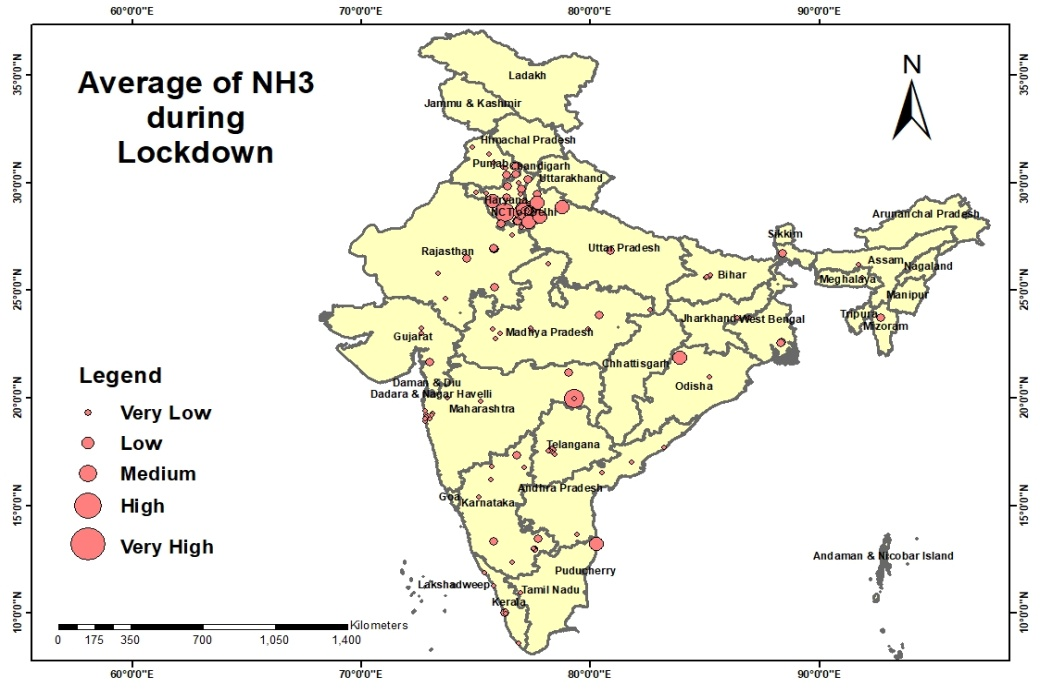 60°0'0"E 70°0'0"E 80°0'0"E 90°0'0"E
Average of NH3
during
Lockdown
N
35°0'0"N
35°0'0"N
Ladakh
Jammu & Kashmir
Himachal Pradesh
Punjab
Chandigarh
30°0'0"N
30°0'0"N
Uttarakhand
Haryana
NCT of Delhi
Arunanchal Pradesh
Sikkim
Rajasthan
Uttar Pradesh
Assam
Nagaland
Bihar
Meghalaya
25°0'0"N
25°0'0"N
Manipur
Tripura
Mizoram
Jharkhand
West Bengal
Gujarat
Madhya Pradesh
Chhattisgarh
Odisha
Daman & Diu
Dadara & Nagar Havelli
20°0'0"N
20°0'0"N
Maharashtra
Legend
Very Low
Low
Medium
High
Very High
Telangana
Andhra Pradesh
Goa
Karnataka
15°0'0"N
15°0'0"N
Andaman & Nicobar Island
Puducherry
Lakshadweep
Tamil Nadu
Kerala
10°0'0"N
10°0'0"N
Kilometers
0 175 350 700 1,050 1,400
60°0'0"E 70°0'0"E 80°0'0"E 90°0'0"E